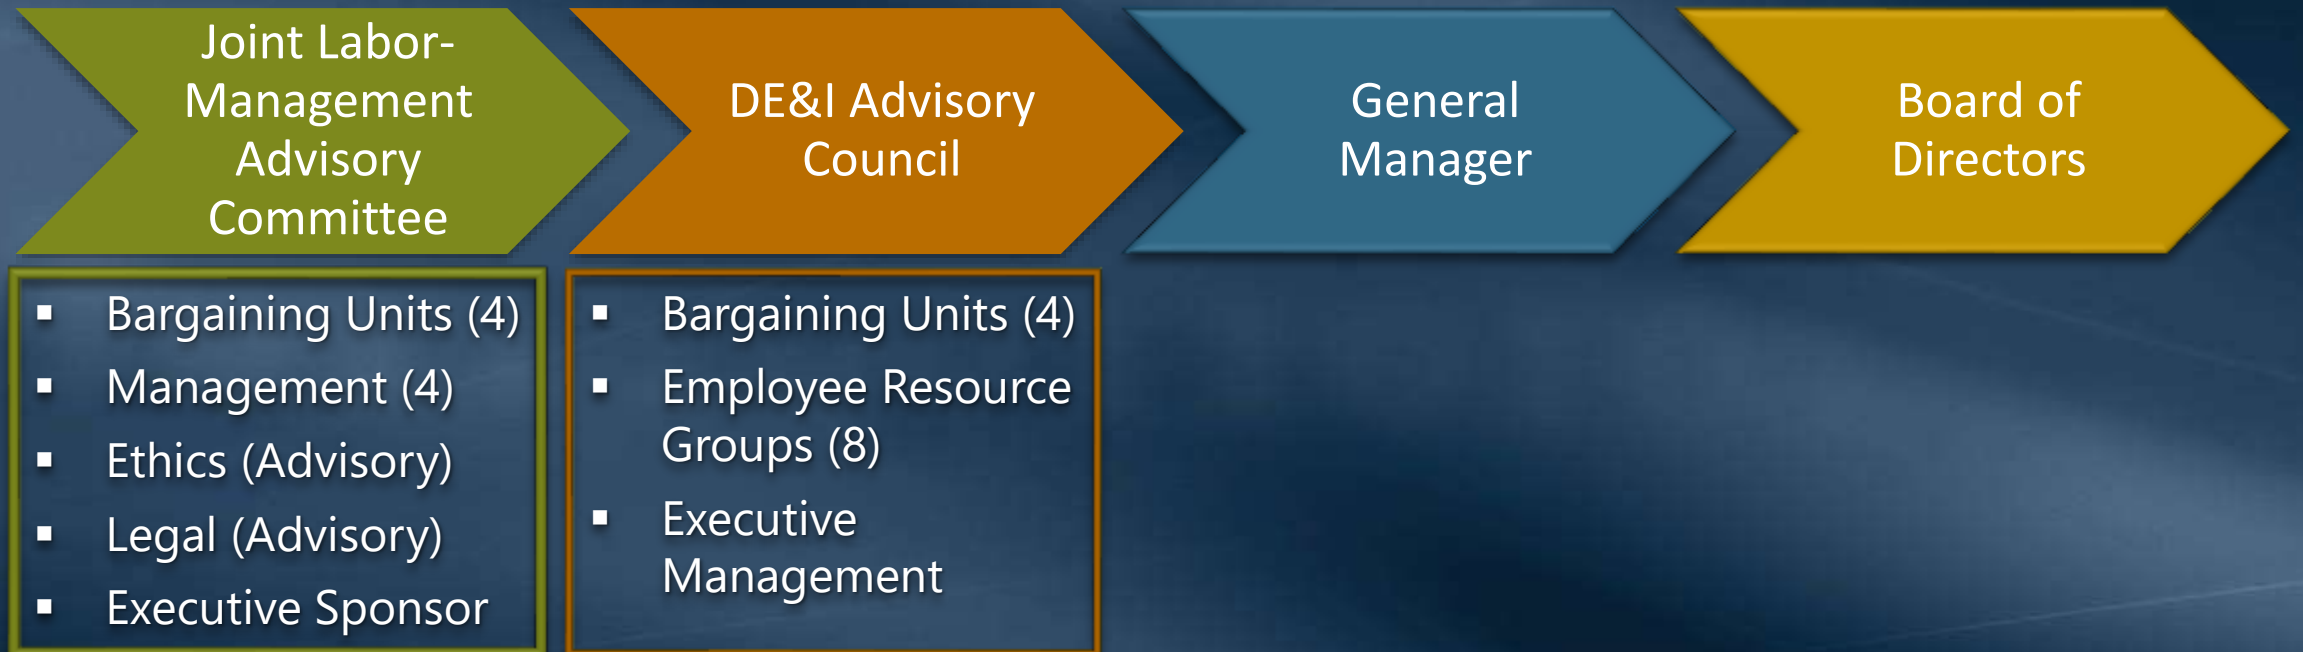 Joint Labor-
Management
Advisory
Committee
DE&I Advisory
Council
General
Manager
Board of
Directors
▪ Bargaining Units (4)
▪ Management (4)
▪ Ethics (Advisory)
▪ Legal (Advisory)
▪ Executive Sponsor
▪ Bargaining Units (4)
▪ Employee Resource
Groups (8)
▪ Executive
Management